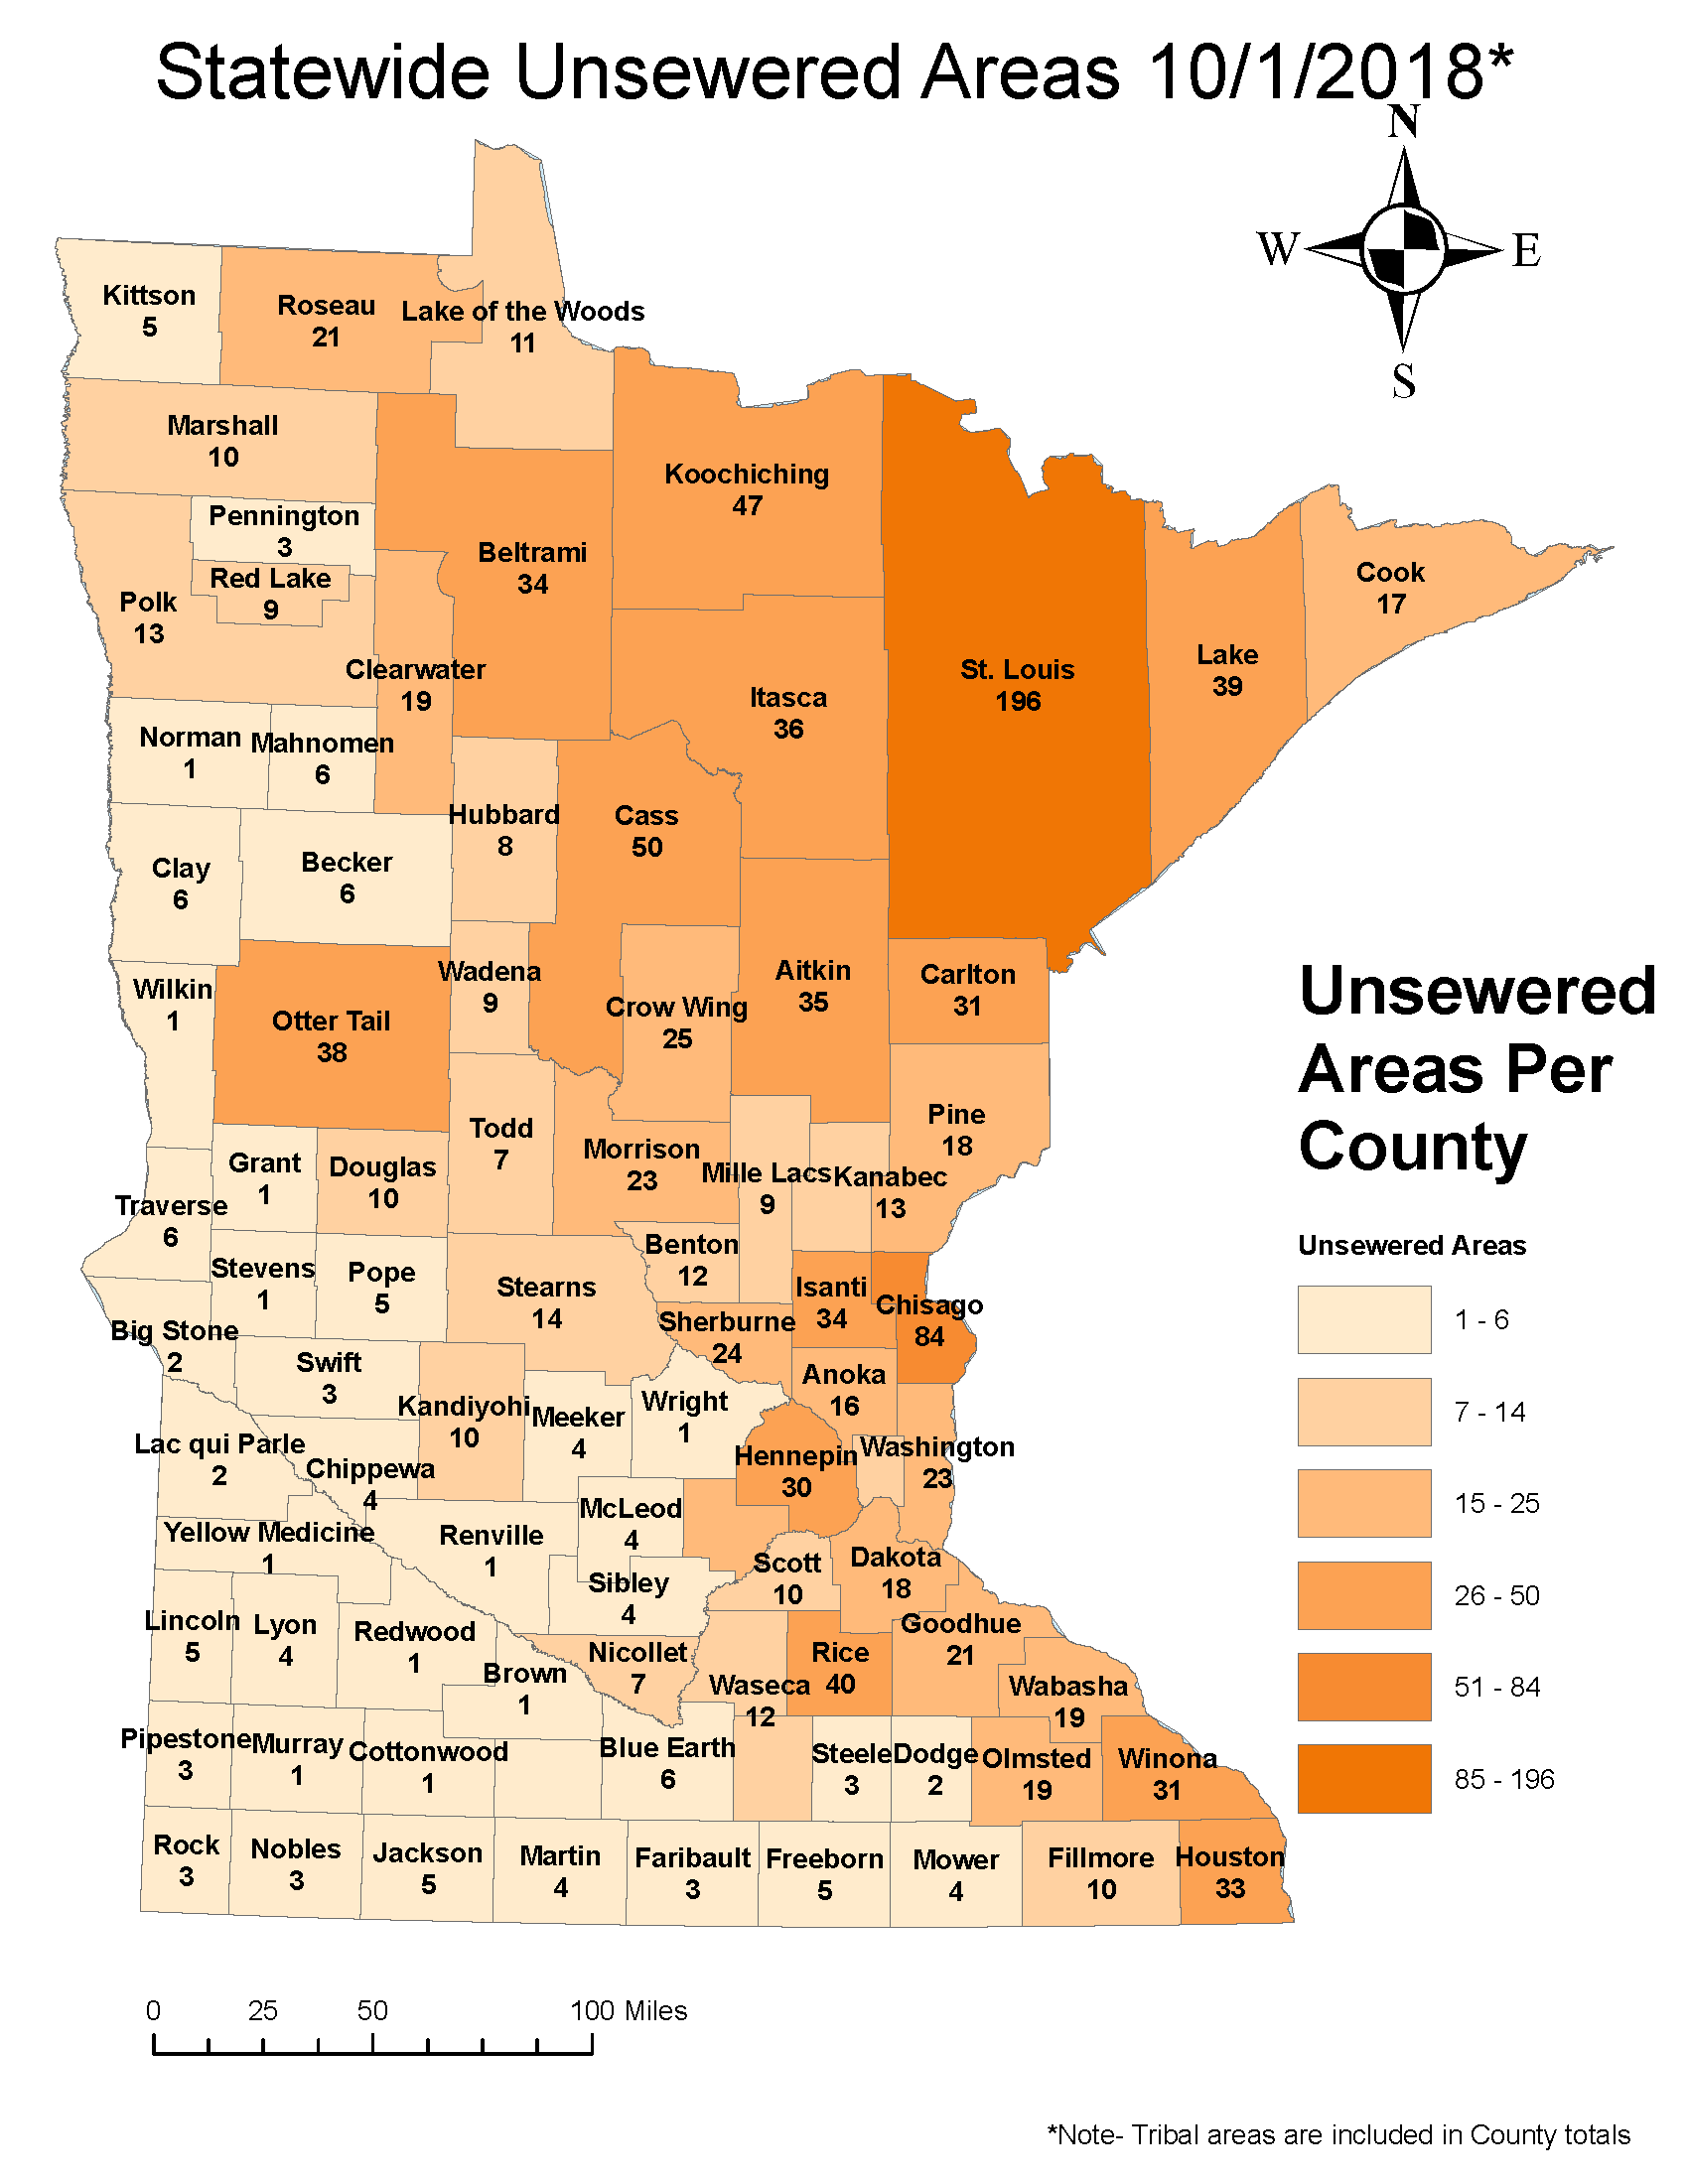 Statewide Unsewered Areas 10/1/2018*
N
W
E
S
Kittson
5
Roseau
21
Lake of the Woods
11
Marshall
10
Koochiching
47
Pennington
3
Beltrami
34
Red Lake
9
Polk
13
Cook
17
Clearwater
19
St. Louis
196
Lake
39
Itasca
36
Norman
1
Mahnomen
6
Hubbard
8
Cass
50
Clay
6
Becker
6
Wadena
9
Aitkin
35
Carlton
31
Wilkin
1
Otter Tail
38
Crow Wing
25
Pine
18
Todd
7
Morrison
23
Mille Lacs
9
Kanabec
13
Grant
1
Douglas
10
Traverse
6
Benton
12
Stevens
1
Pope
5
Stearns
14
Isanti
34
Chisago
84
Sherburne
24
Big Stone
2
Swift
3
Anoka
16
Kandiyohi
10
Meeker
4
Wright
1
Lac qui Parle
2
Chippewa
4
Hennepin
30
Washington
23
McLeod
4
Yellow Medicine
1
Renville
1
Scott
10
Dakota
18
Sibley
4
Lincoln
5
Lyon
4
Redwood
1
Goodhue
21
Nicollet
7
Rice
40
Brown
1
Waseca
12
Wabasha
19
Pipestone
3
Murray
1
Cottonwood
1
Blue Earth
6
Steele
3
Dodge
2
Olmsted
19
Winona
31
Rock
3
Nobles
3
Jackson
5
Martin
4
Faribault
3
Freeborn
5
Mower
4
Fillmore
10
Houston
33
Unsewered
Areas Per
County
Unsewered Areas
1 - 6
7 - 14
15 - 25
26 - 50
51 - 84
85 - 196
0 25 50 100 Miles
*Note- Tribal areas are included in County totals